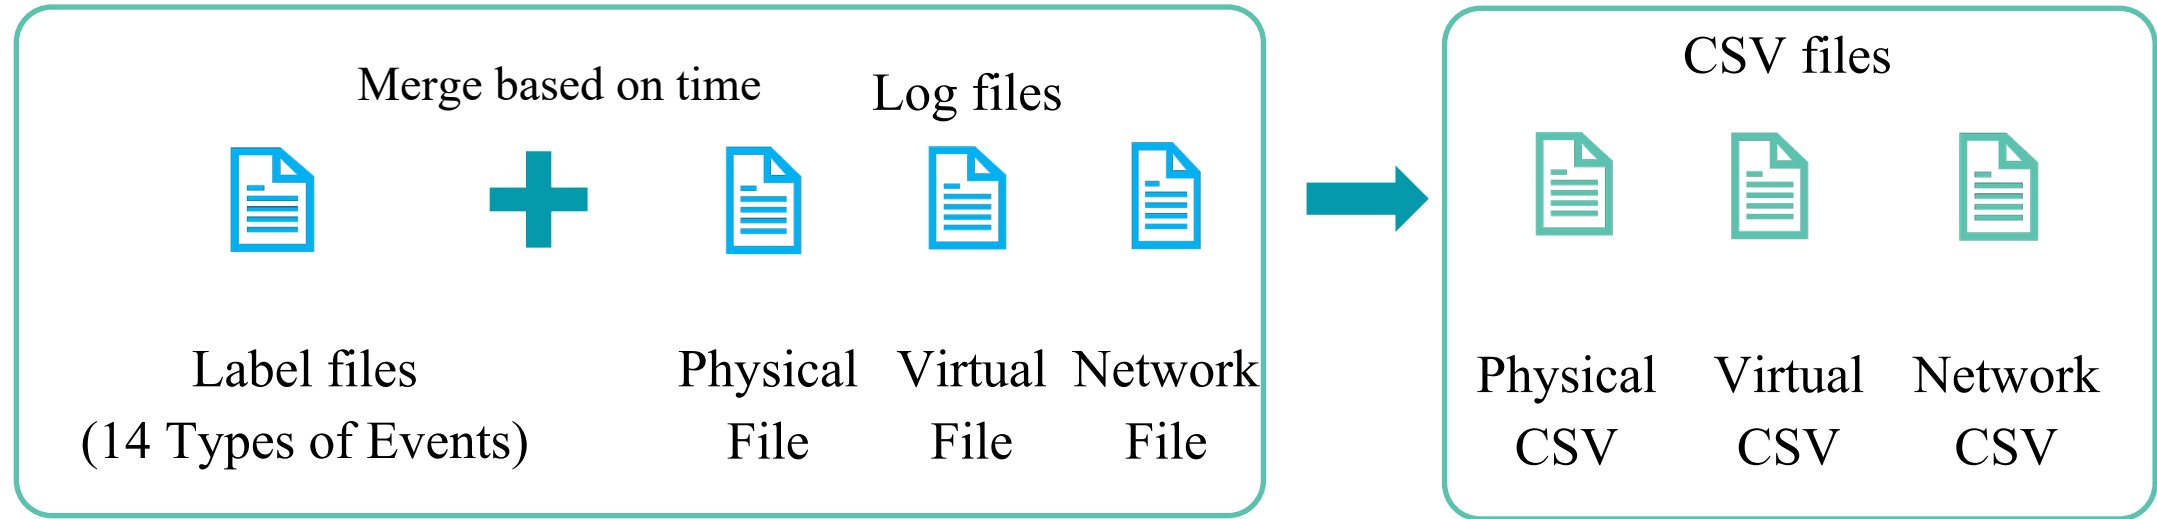 Merge based on time
Log files
Label files
(14 Types of Events)
Physical
File
Virtual
File
Network
File
CSV files
Physical
CSV
Virtual
CSV
Network
CSV